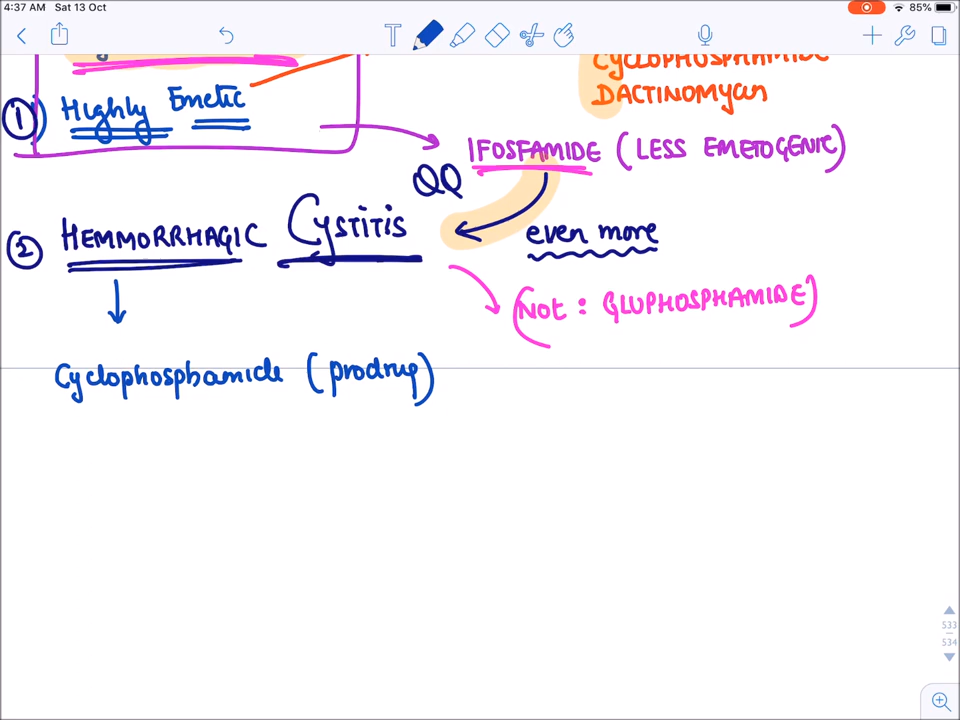 4:37 AM Sat 13 Oct
85%
T
CYCLOPHOSPHAMIDE
DACTINOMYCIN
1) Highly Emetic
IFOSFAMIDE (LESS EMETOGENIC)
QQ
2 HEMMORRHAGIC CYSTITIS
even more
(Not : GLUPHOSPHAMIDE)
Cyclophosphamide (prodrug)
533
534